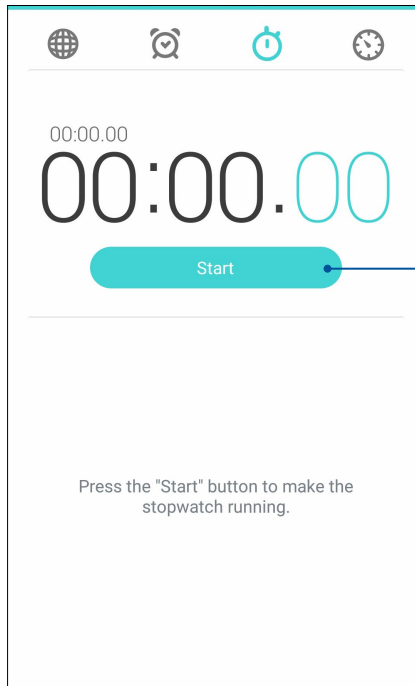 00:00.00
00:00.00
Start
Press the "Start" button to make the
stopwatch running.